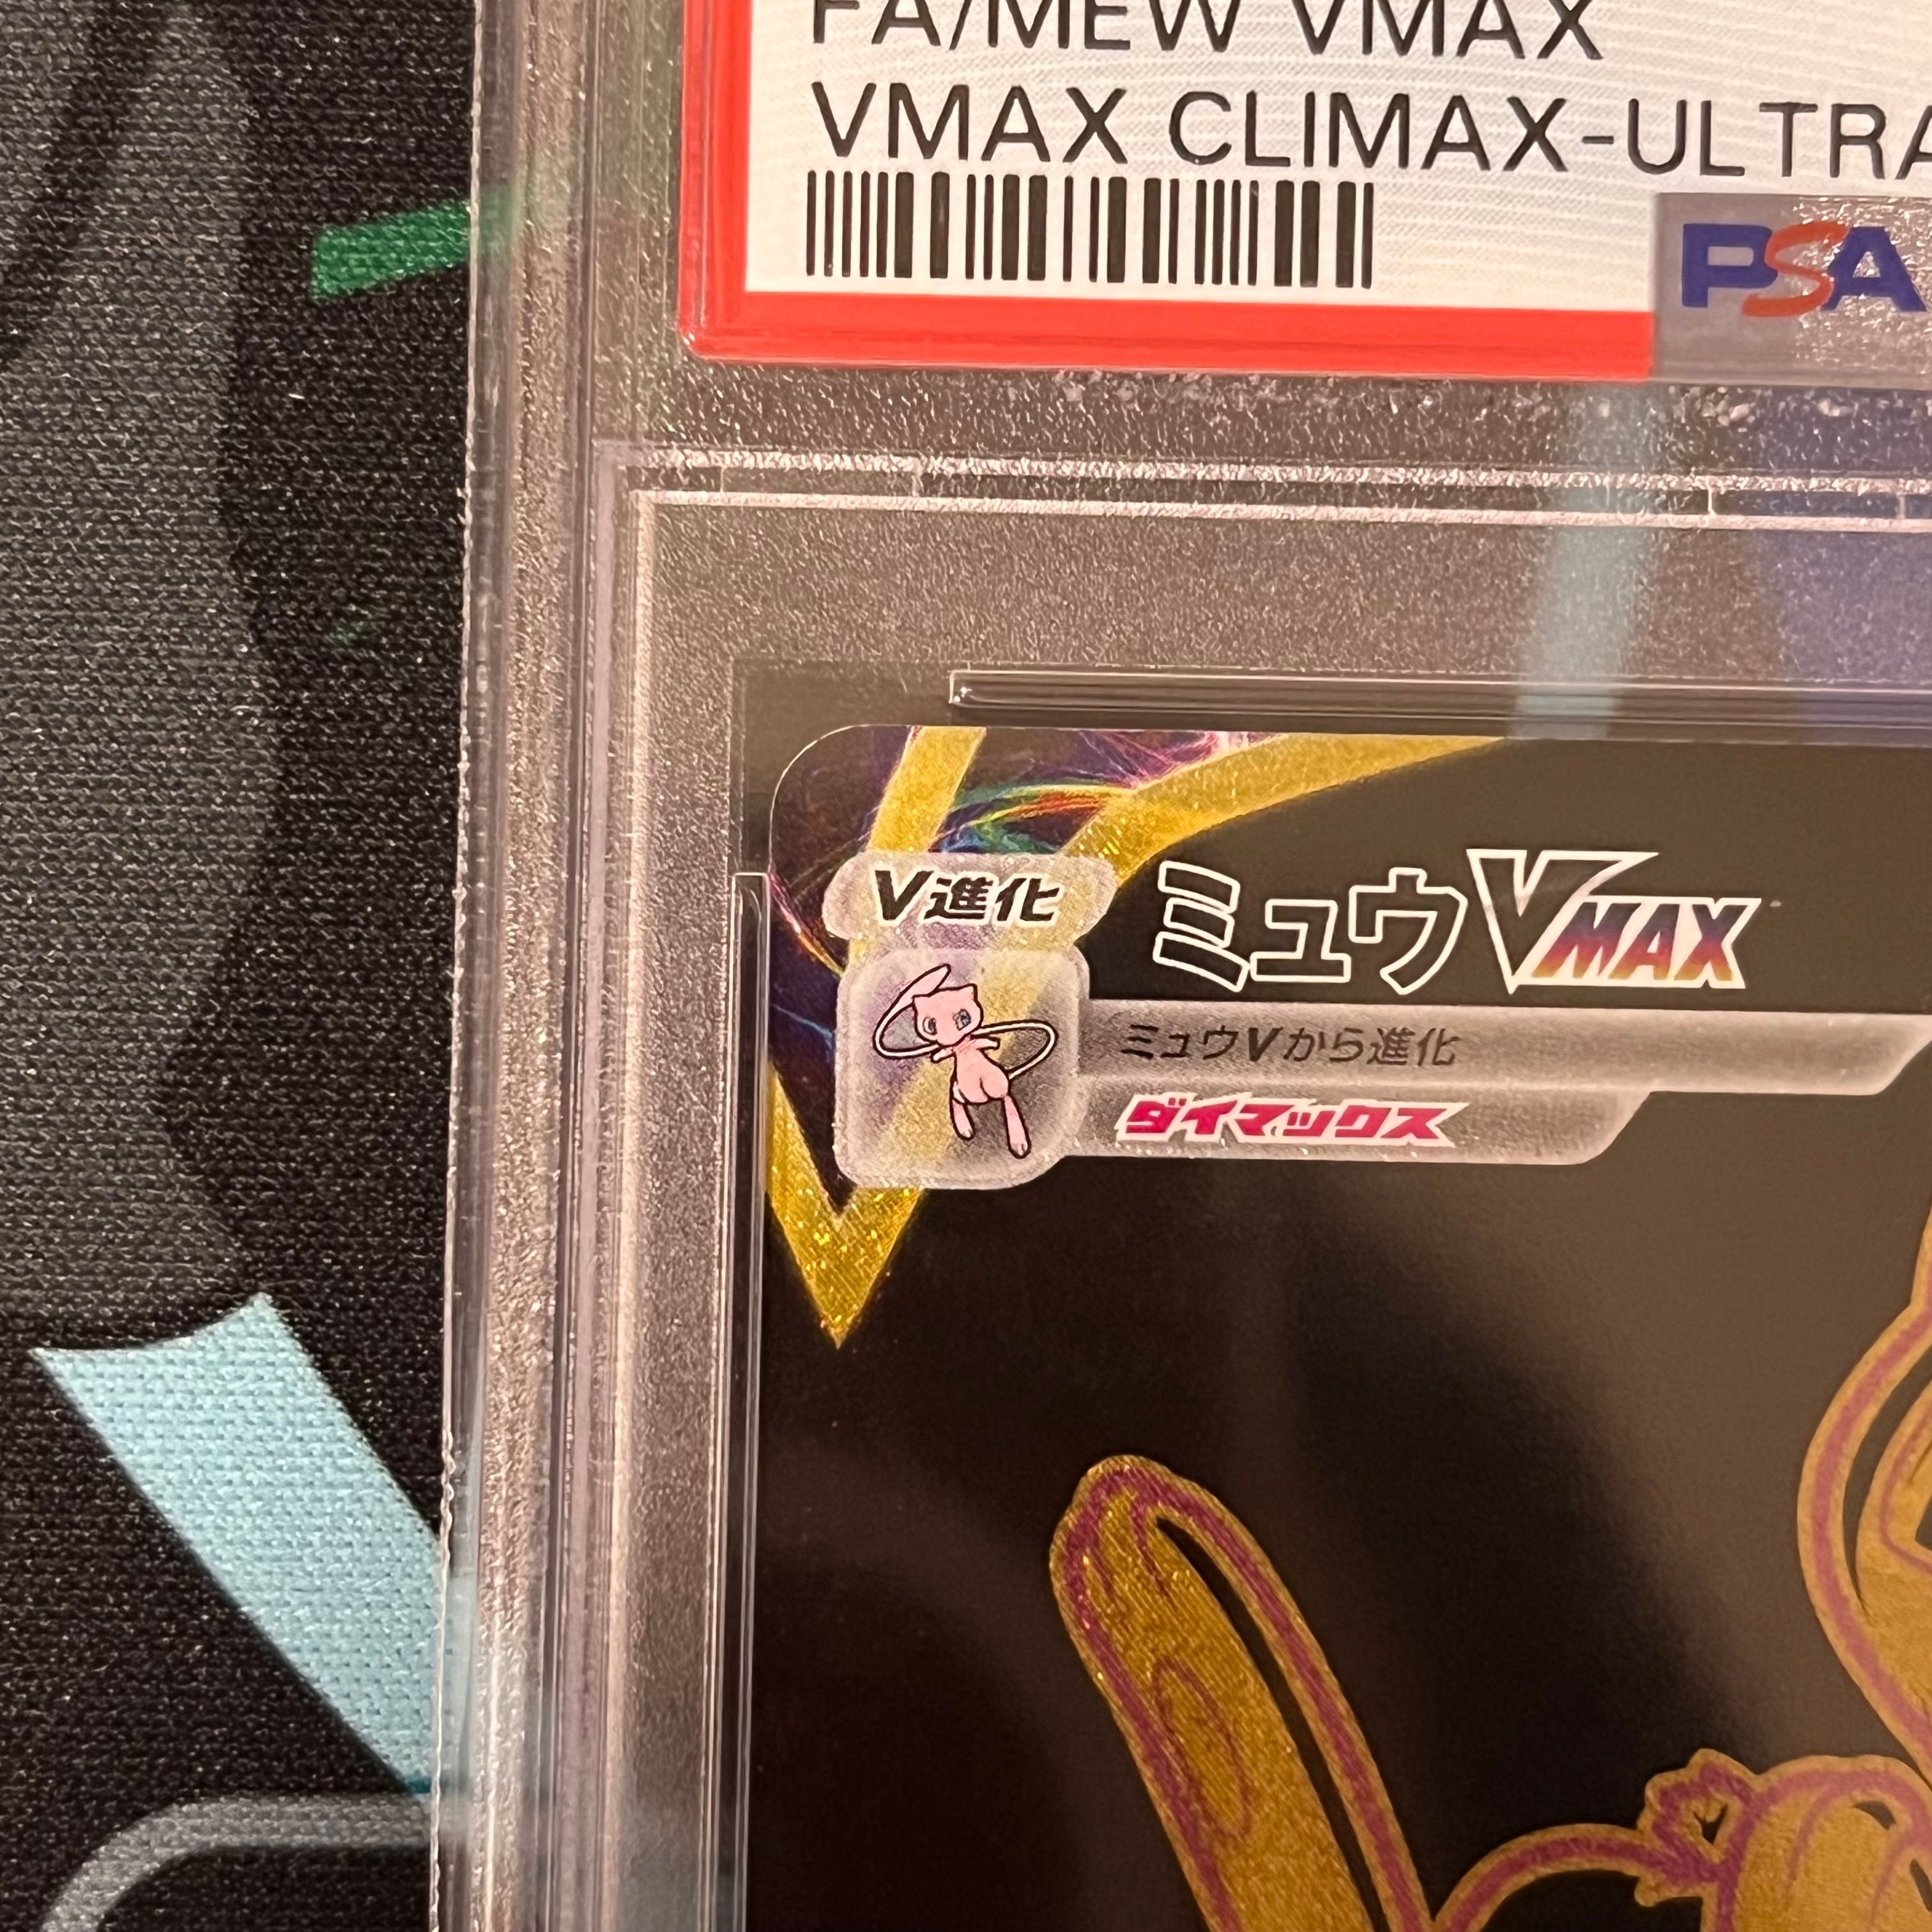 FA/MEW VMAX
VMAX CLIMAX-ULTRA
PSA
V進化
ミュウVMAX
ミュウVから進化
ダイマックス